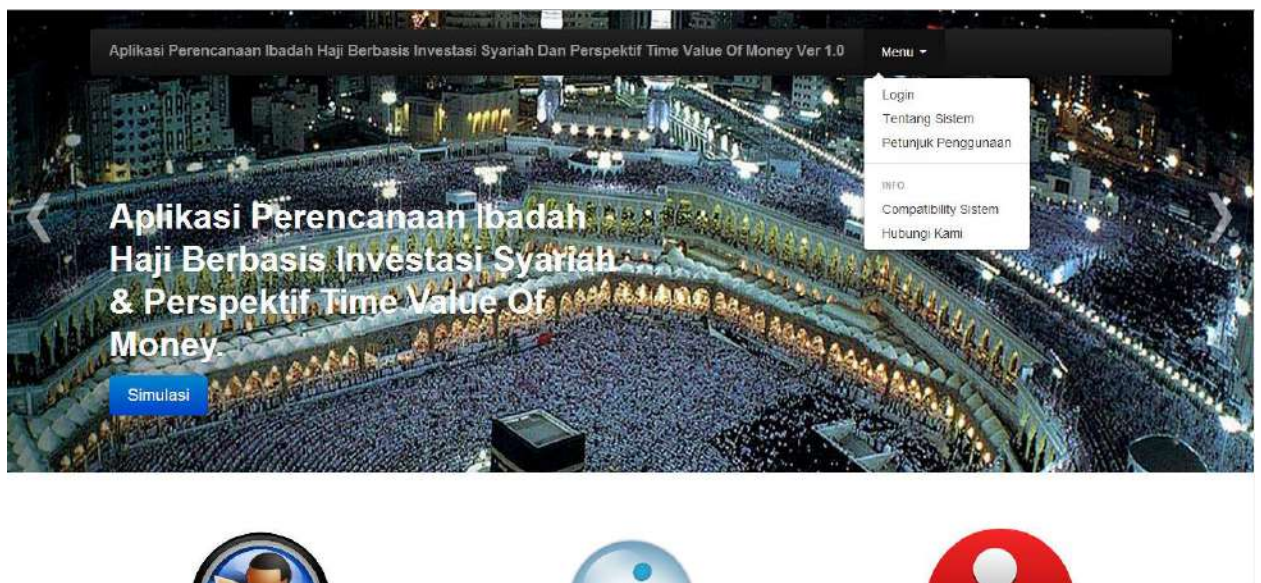 Aplikasi Perencanaan Ibadah Haji Berbasis Investasi Syariah Dan Perspektif Time Value Of Money Ver 1.0
Menu
Login
Tentang Sistem
Petunjuk Penggunaan
INFO
Compatibility Sistem
Hubungi Kami
Aplikasi Perencanaan Ibadah
Haji Berbasis Investasi Syariah
& Perspektif Time Value Of
Money.
Simulasi